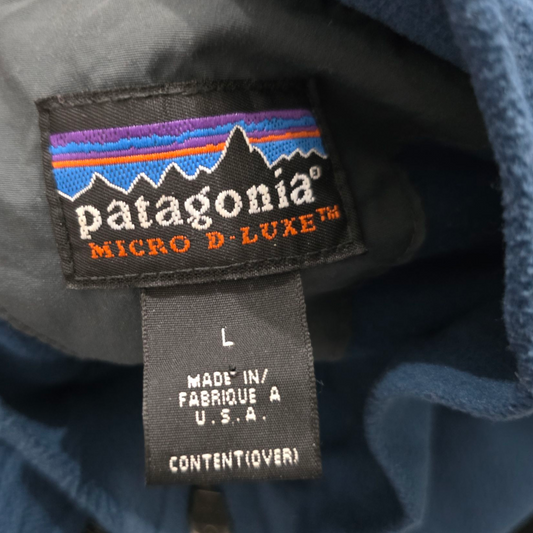 patagonia®
MICRO D-LUXE™
L
MADE IN/
FABRIQUE A
U.S.A.
CONTENT(OVER)